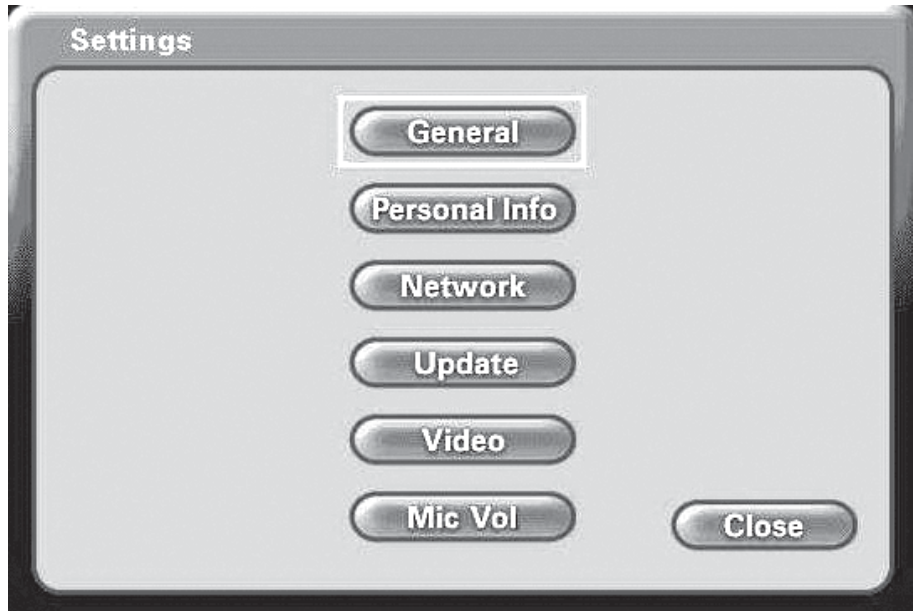 Settings
General
Personal Info
Network
Update
Video
Mic Vol
Close